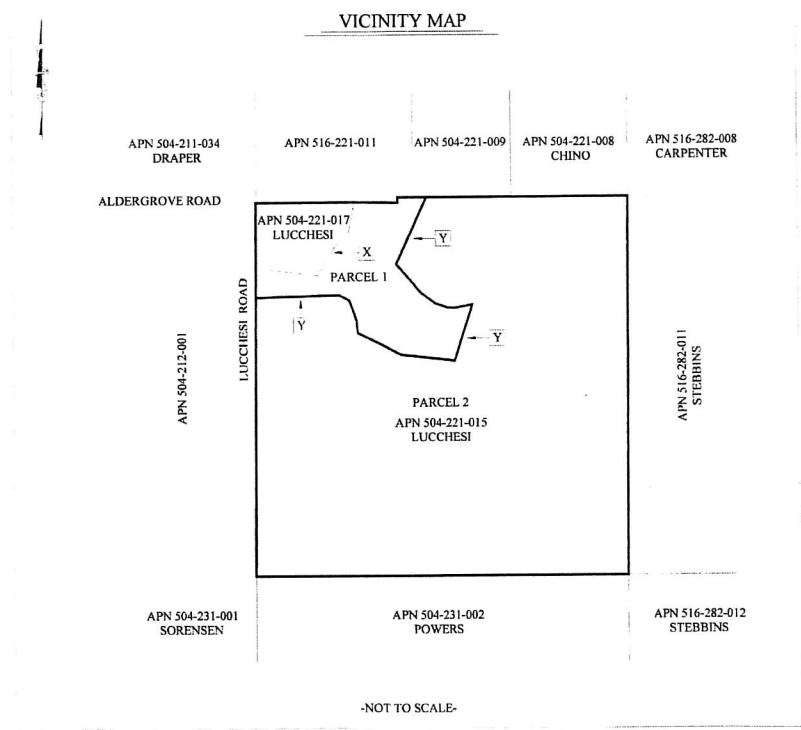 VICINITY MAP
APN 504-211-034
DRAPER
APN 516-221-011
APN 504-221-009
APN 504-221-008
CHINO
APN 516-282-008
CARPENTER
ALDERGROVE ROAD
APN 504-221-017
LUCCHESI
Y
X
PARCEL 1
LUCCHESI ROAD
Y
Y
APN 504-212-001
PARCEL 2
APN 504-221-015
LUCCHESI
APN 516-282-011
STEBBINS
APN 504-231-001
SORENSEN
APN 504-231-002
POWERS
APN 516-282-012
STEBBINS
-NOT TO SCALE-